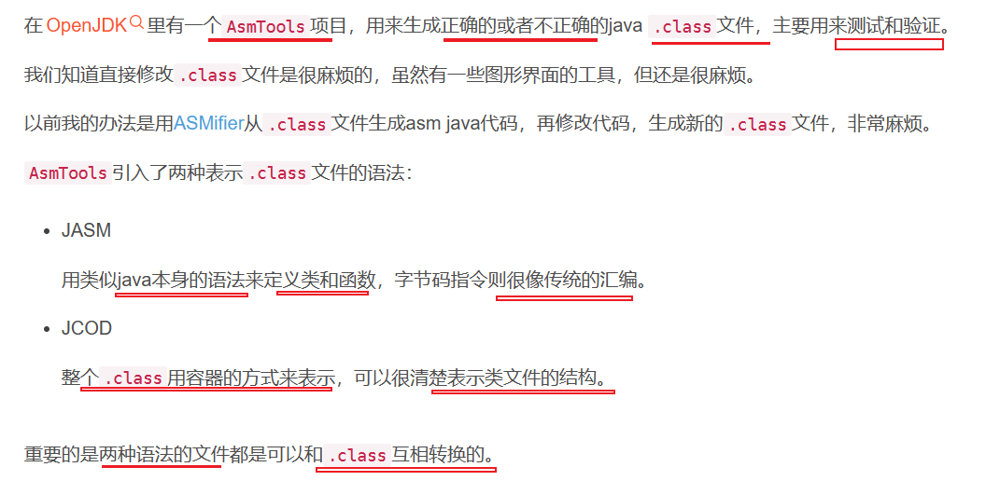 在 OpenJDK 里有一个 AsmTools 项目，用来生成正确的或者不正确的java .class 文件，主要用来测试和验证。
我们知道直接修改 .class 文件是很麻烦的，虽然有一些图形界面的工具，但还是很麻烦。
以前我的办法是用ASMifier从 .class 文件生成asm java代码，再修改代码，生成新的 .class 文件，非常麻烦。
AsmTools 引入了两种表示 .class 文件的语法：
• JASM
用类似java本身的语法来定义类和函数，字节码指令则很像传统的汇编。
• JCOD
整个 .class 用容器的方式来表示，可以很清楚表示类文件的结构。
重要的是两种语法的文件都是可以和 .class 互相转换的。